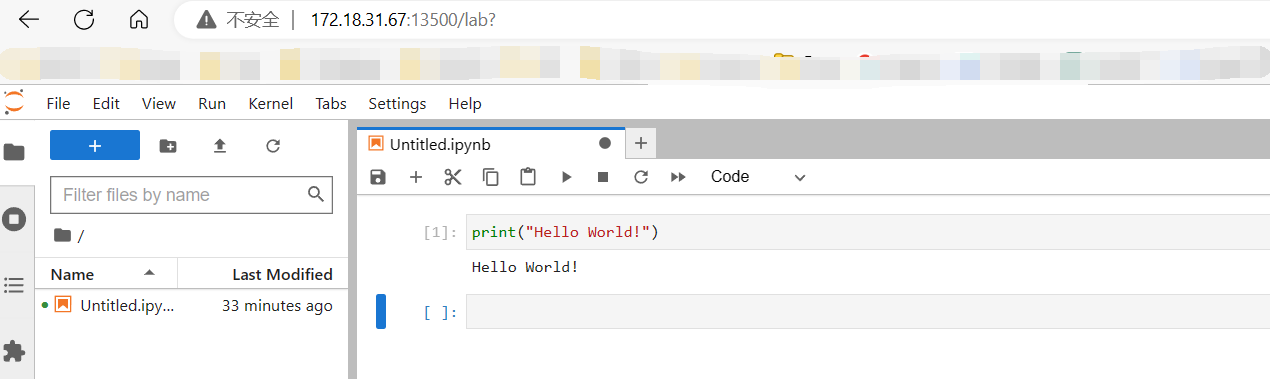 不安全 | 172.18.31.67:13500/lab?
File Edit View Run Kernel Tabs Settings Help
Untitled.ipynb
Filter files by name
Code
/
[1]: print("Hello World!")
Hello World!
Name Last Modified
Untitled.ipy... 33 minutes ago
[ ]: